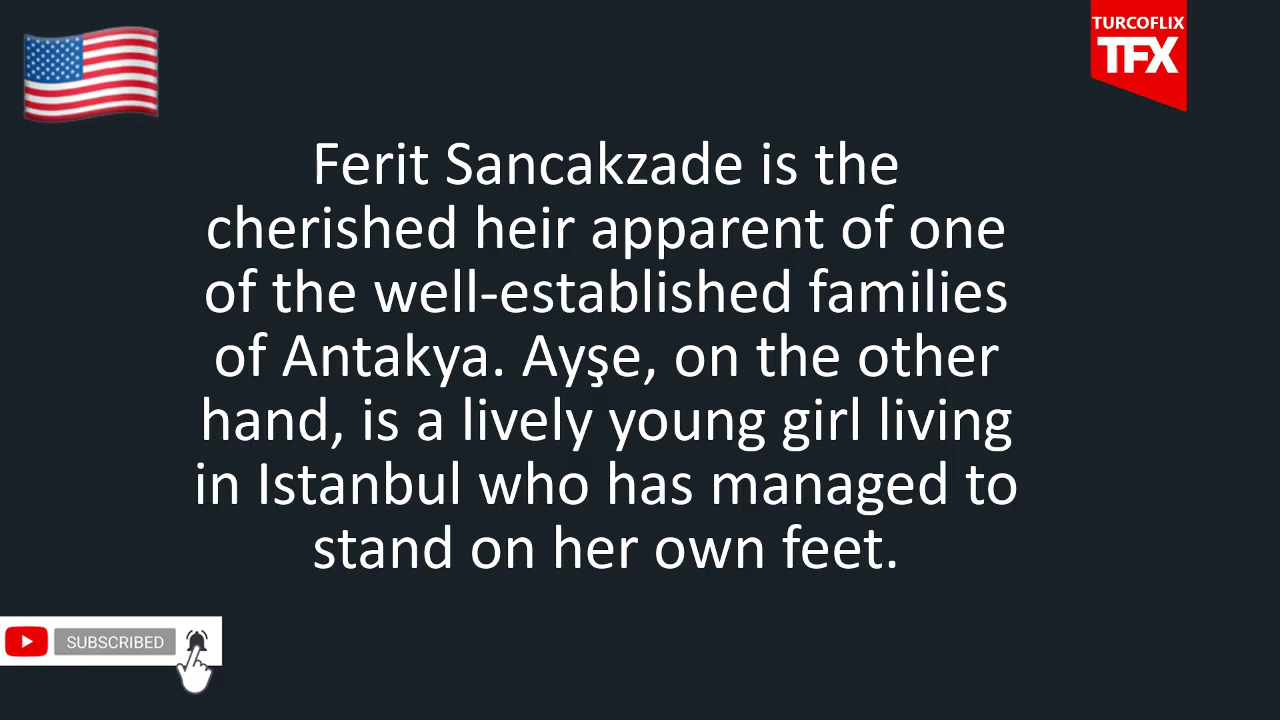 TURCOFLIX
TFX
Ferit Sancakzade is the
cherished heir apparent of one
of the well-established families
of Antakya. Ayşe, on the other
hand, is a lively young girl living
in Istanbul who has managed to
stand on her own feet.
SUBSCRIBED